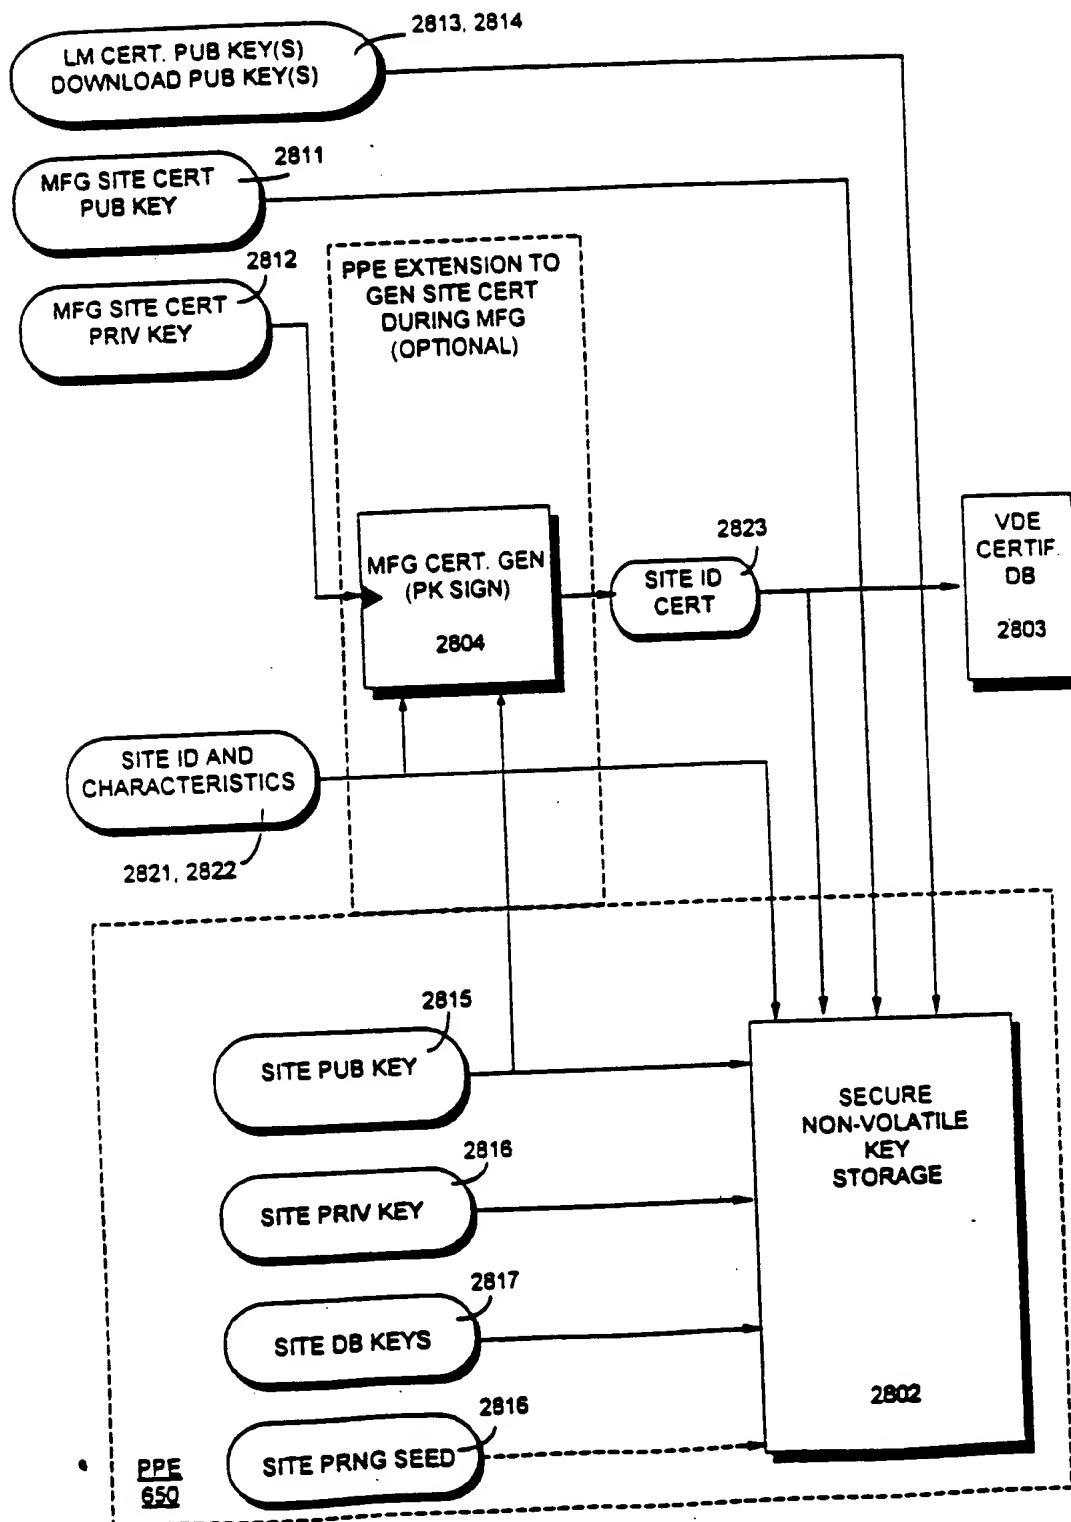 2813, 2814
LM CERT. PUB KEY(S)
DOWNLOAD PUB KEY(S)
2811
MFG SITE CERT
PUB KEY
2812
MFG SITE CERT
PRIV KEY
PPE EXTENSION TO
GEN SITE CERT
DURING MFG
(OPTIONAL)
MFG CERT. GEN
(PK SIGN)
2804
2823
SITE ID
CERT
VDE
CERTIF.
DB
2803
SITE ID AND
CHARACTERISTICS
2821, 2822
2815
SITE PUB KEY
2816
SITE PRIV KEY
2817
SITE DB KEYS
2816
SITE PRNG SEED
SECURE
NON-VOLATILE
KEY
STORAGE
2802
PPE
650